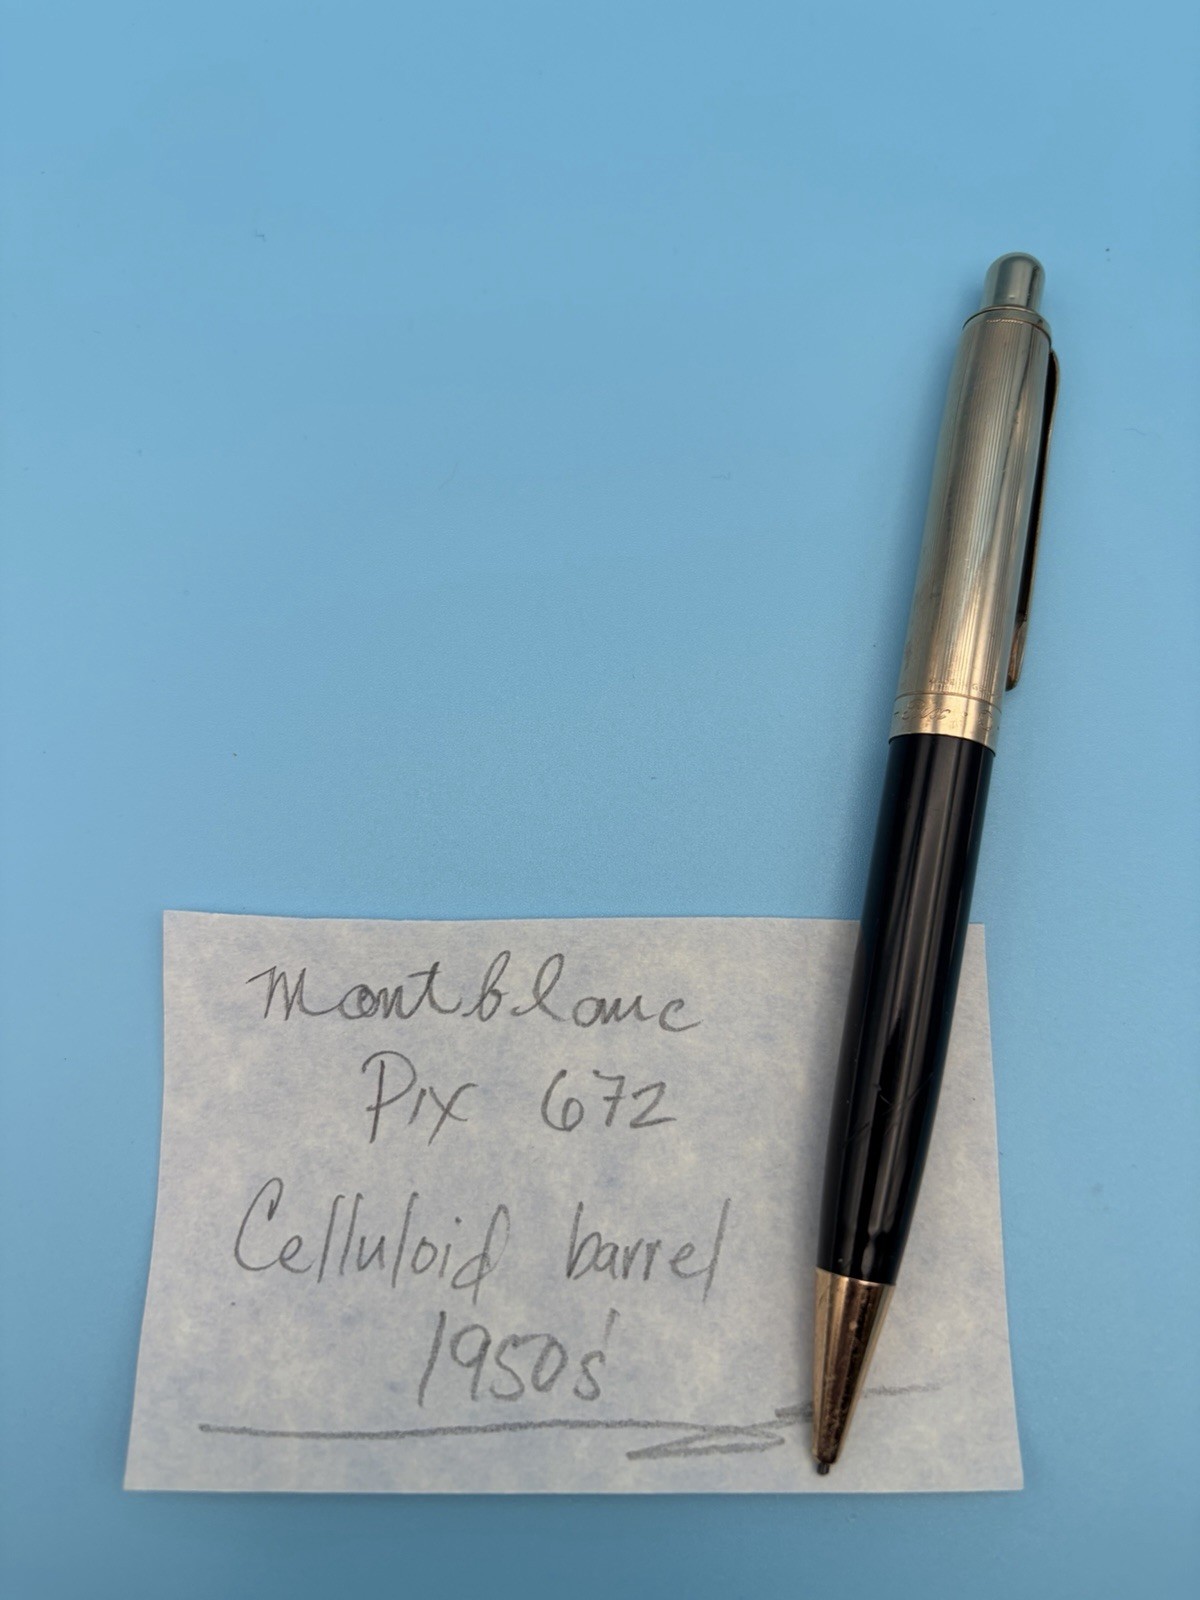 Montblanc
Pix 672
Celluloid barrel
1950s'